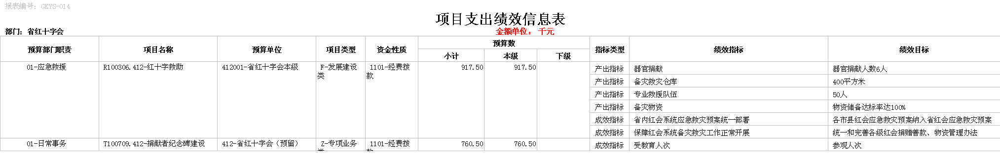 报表编号: GKYS-014
项目支出绩效信息表
部门: 省红十字会 金额单位: 千元
预算部门职责 项目名称 预算单位 项目类型 资金性质 预算数 指标类型 绩效指标 绩效目标
小计 本级 下级
01-应急救援 R100306.412-红十字救助 412001-省红十字会本级 F-发展建设类 1101-经费拨款 917.50 917.50 产出指标 器官捐献 器官捐献人数6人
产出指标 备灾救灾仓库 400平方米
产出指标 专业救援队伍 50人
产出指标 备灾物资 物资储备达标率达100%
成效指标 省内红会系统应急救灾预案统一部署 各市县红会应急救灾预案纳入省红会应急救灾预案
成效指标 保障红会系统备灾救灾工作正常开展 统一和完善各级红会捐赠善款、物资管理办法
01-日常事务 T100709.412-捐献者纪念碑建设 412-省红十字会（预留） Z-专项业务 1101-经费拨 760.50 760.50 成效指标 受教育人次 参观人次